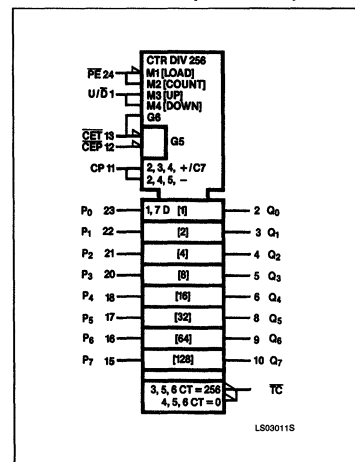 CTR DIV 256
PE 24 M1 [LOAD]
M2 [COUNT]
U/D 1 M3 [UP]
M4 [DOWN]
G6
CET 13
CEP 12 G5
CP 11 2, 3, 4, +/C7
2, 4, 5, −
P0 23 1, 7 D [1] 2 Q0
P1 22 [2] 3 Q1
P2 21 [4] 4 Q2
P3 20 [8] 5 Q3
P4 18 [16] 6 Q4
P5 17 [32] 8 Q5
P6 16 [64] 9 Q6
P7 15 [128] 10 Q7
3, 5, 6 CT = 256 TC
4, 5, 6 CT = 0
LS03011S